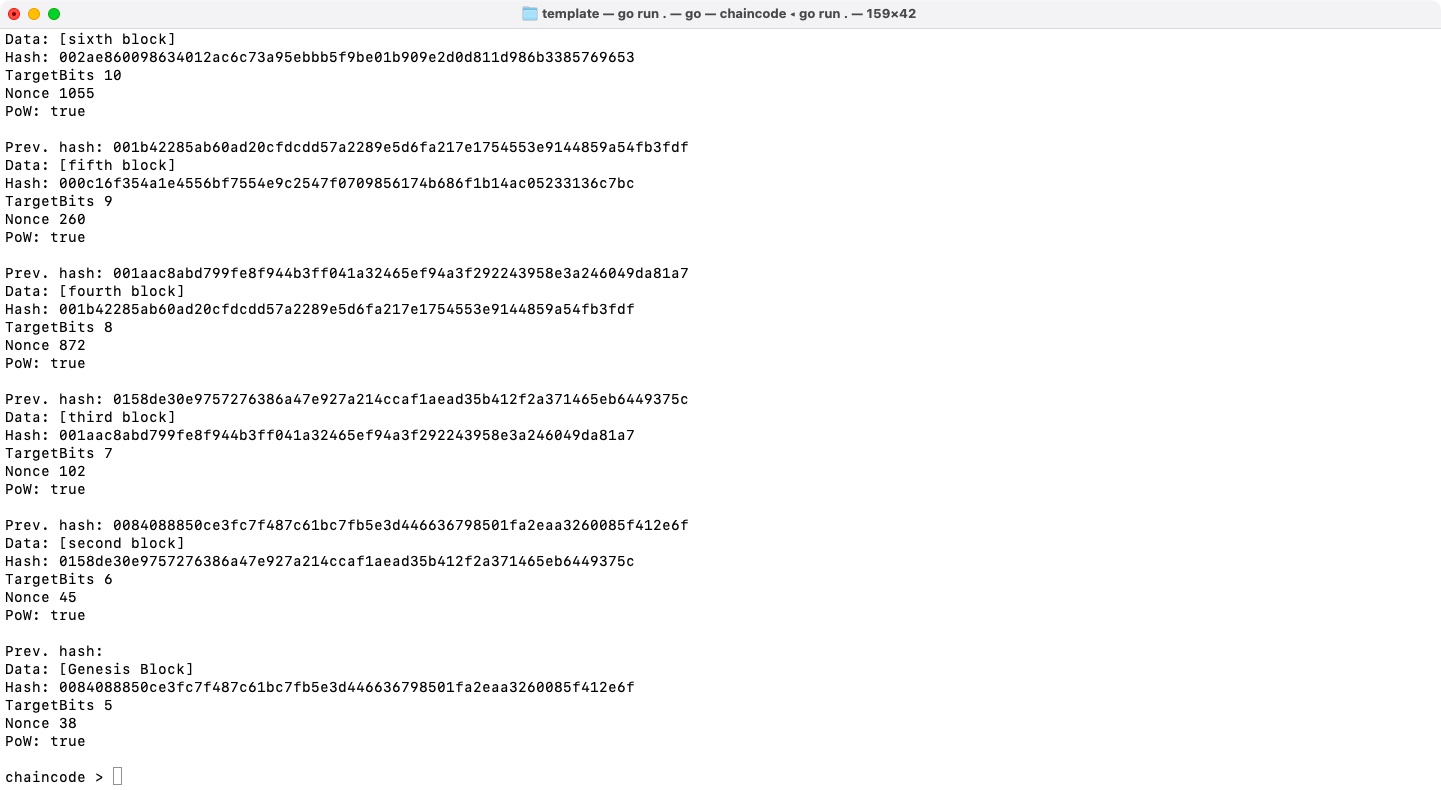 template — go run . — go — chaincode ◂ go run . — 159×42
Data: [sixth block]
Hash: 002ae860098634012ac6c73a95ebbb5f9be01b909e2d0d811d986b3385769653
TargetBits 10
Nonce 1055
PoW: true
Prev. hash: 001b42285ab60ad20cfdcdd57a2289e5d6fa217e1754553e9144859a54fb3fdf
Data: [fifth block]
Hash: 000c16f354a1e4556bf7554e9c2547f0709856174b686f1b14ac05233136c7bc
TargetBits 9
Nonce 260
PoW: true
Prev. hash: 001aac8abd799fe8f944b3ff041a32465ef94a3f292243958e3a246049da81a7
Data: [fourth block]
Hash: 001b42285ab60ad20cfdcdd57a2289e5d6fa217e1754553e9144859a54fb3fdf
TargetBits 8
Nonce 872
PoW: true
Prev. hash: 0158de30e9757276386a47e927a214ccaf1aead35b412f2a371465eb6449375c
Data: [third block]
Hash: 001aac8abd799fe8f944b3ff041a32465ef94a3f292243958e3a246049da81a7
TargetBits 7
Nonce 102
PoW: true
Prev. hash: 0084088850ce3fc7f487c61bc7fb5e3d446636798501fa2eaa3260085f412e6f
Data: [second block]
Hash: 0158de30e9757276386a47e927a214ccaf1aead35b412f2a371465eb6449375c
TargetBits 6
Nonce 45
PoW: true
Prev. hash:
Data: [Genesis Block]
Hash: 0084088850ce3fc7f487c61bc7fb5e3d446636798501fa2eaa3260085f412e6f
TargetBits 5
Nonce 38
PoW: true
chaincode >